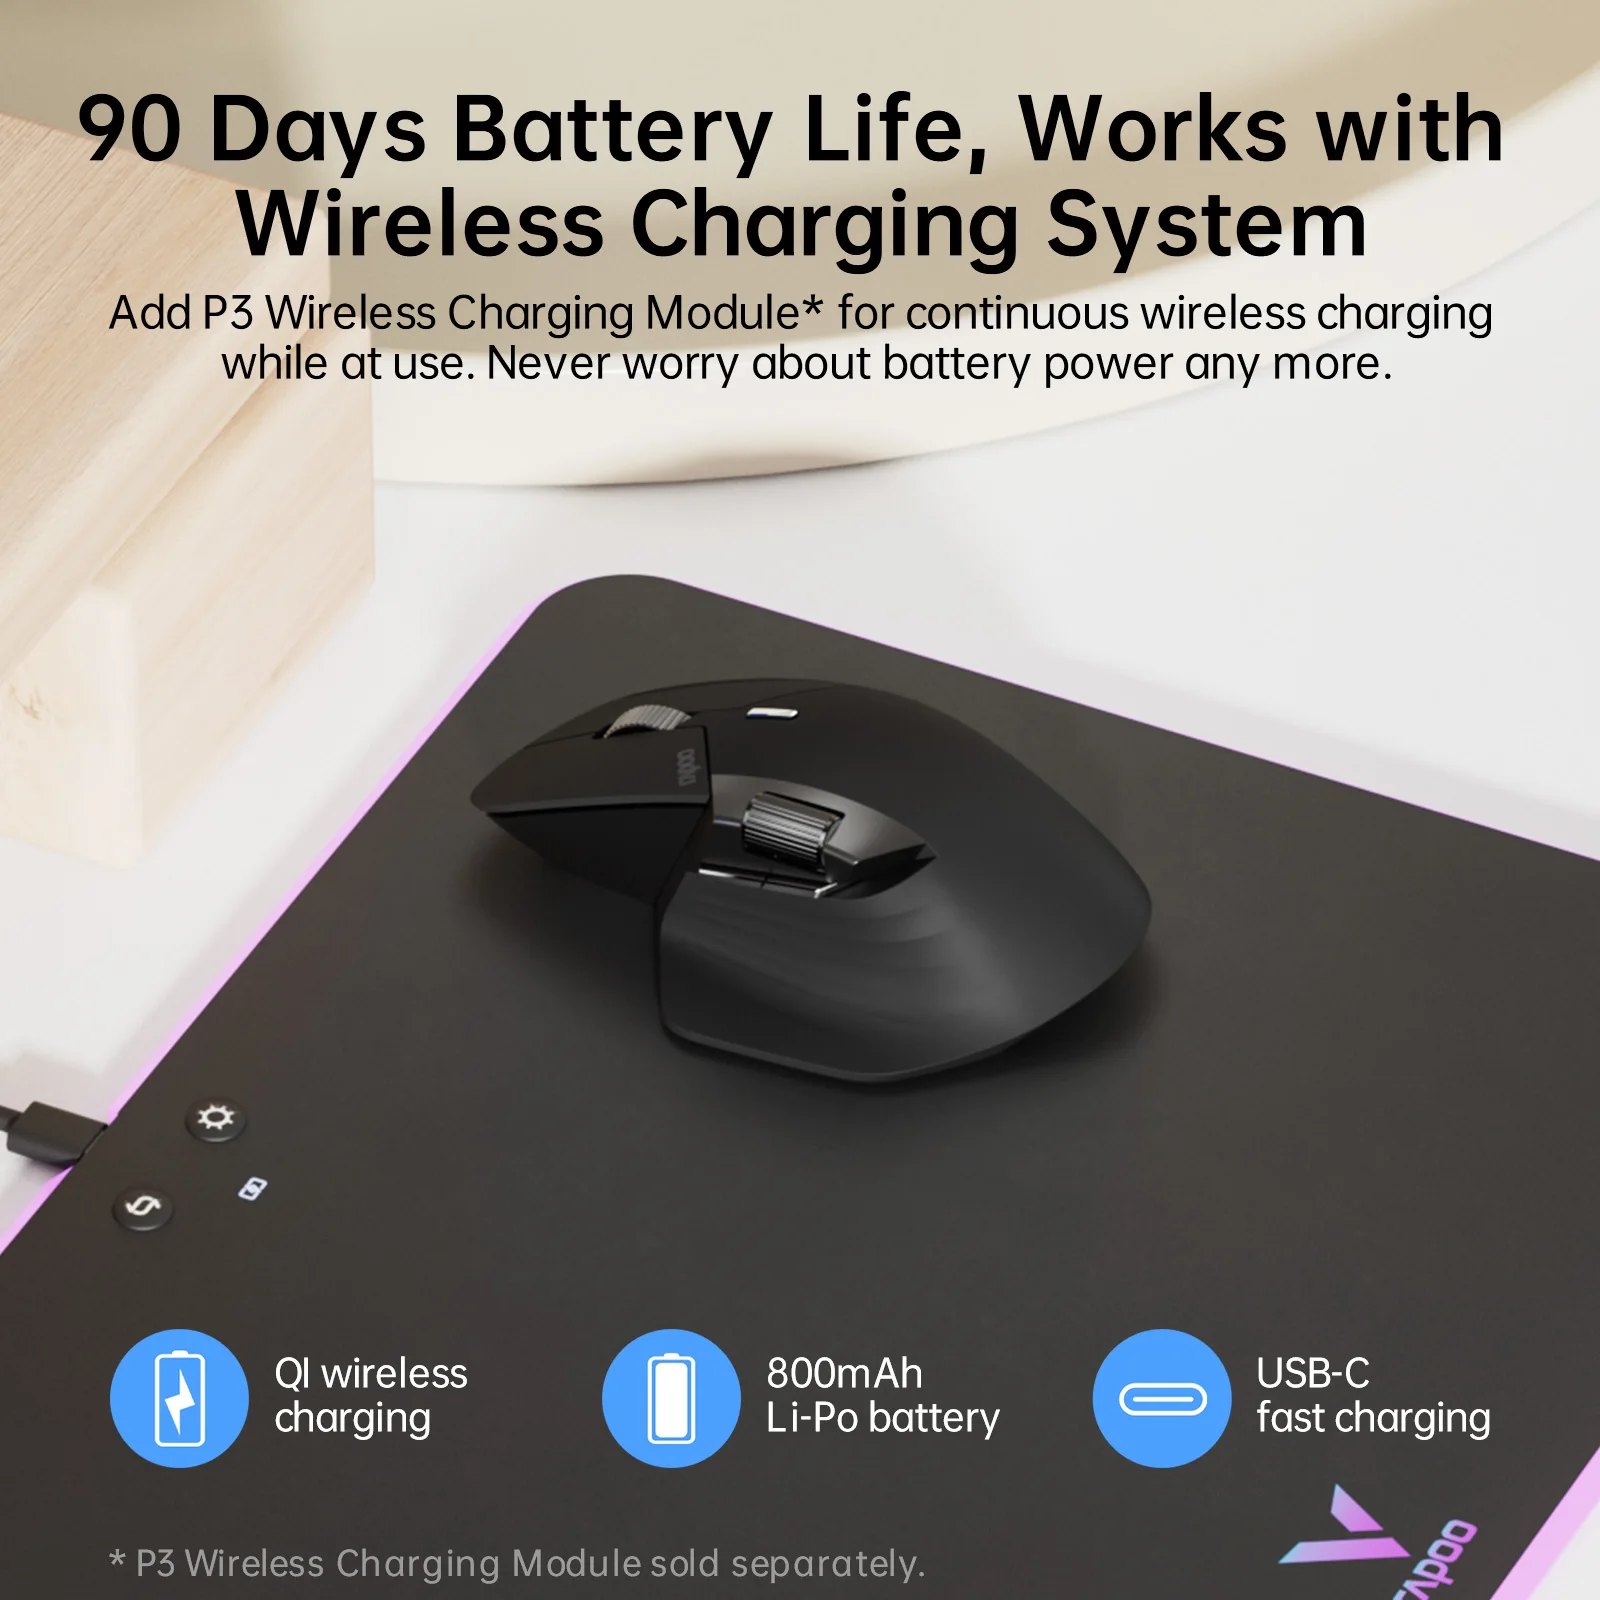 90 Days Battery Life, Works with
Wireless Charging System
Add P3 Wireless Charging Module* for continuous wireless charging
while at use. Never worry about battery power any more.
rapoo
QI wireless
charging
800mAh
Li-Po battery
USB-C
fast charging
rapoo
* P3 Wireless Charging Module sold separately.